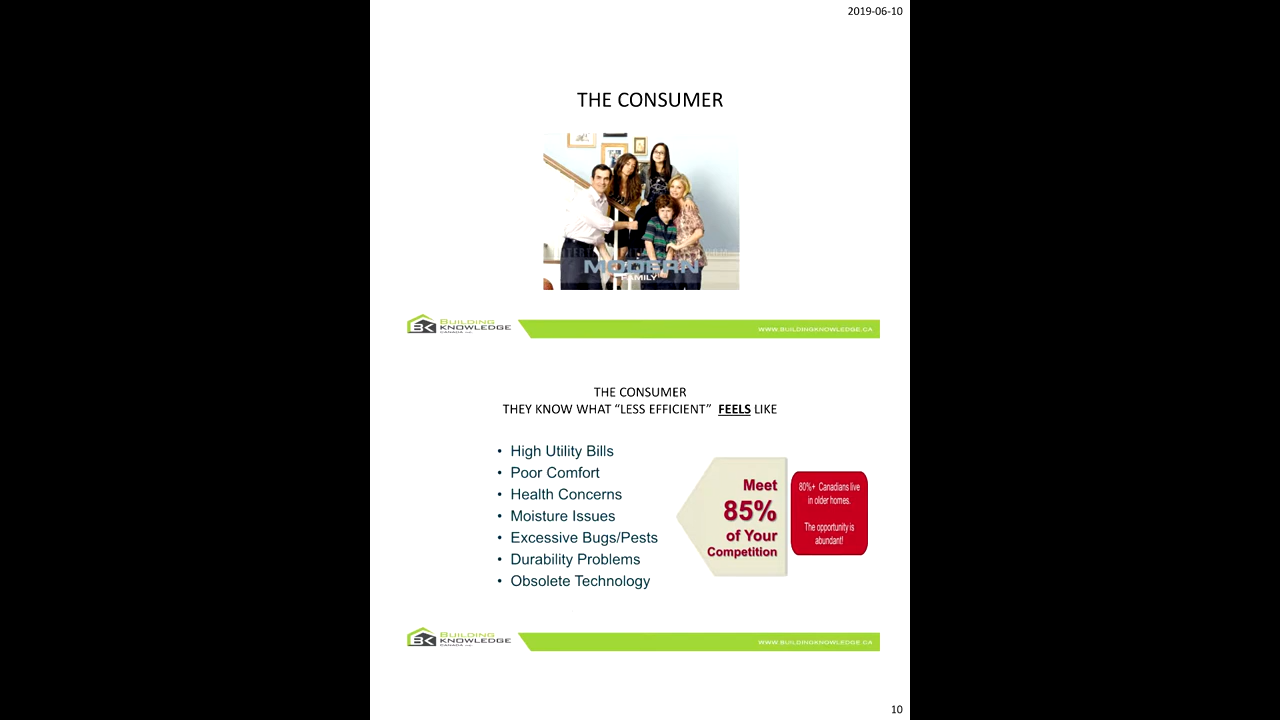 2019-06-10
THE CONSUMER
MODERN
FAMILY
BUILDING
KNOWLEDGE
WWW.BUILDINGKNOWLEDGE.CA
THE CONSUMER
THEY KNOW WHAT “LESS EFFICIENT” FEELS LIKE
• High Utility Bills
• Poor Comfort
• Health Concerns
• Moisture Issues
• Excessive Bugs/Pests
• Durability Problems
• Obsolete Technology
Meet
85%
of Your
Competition
80%+ Canadians live
in older homes.
The opportunity is
abundant!
BUILDING
KNOWLEDGE
WWW.BUILDINGKNOWLEDGE.CA
10